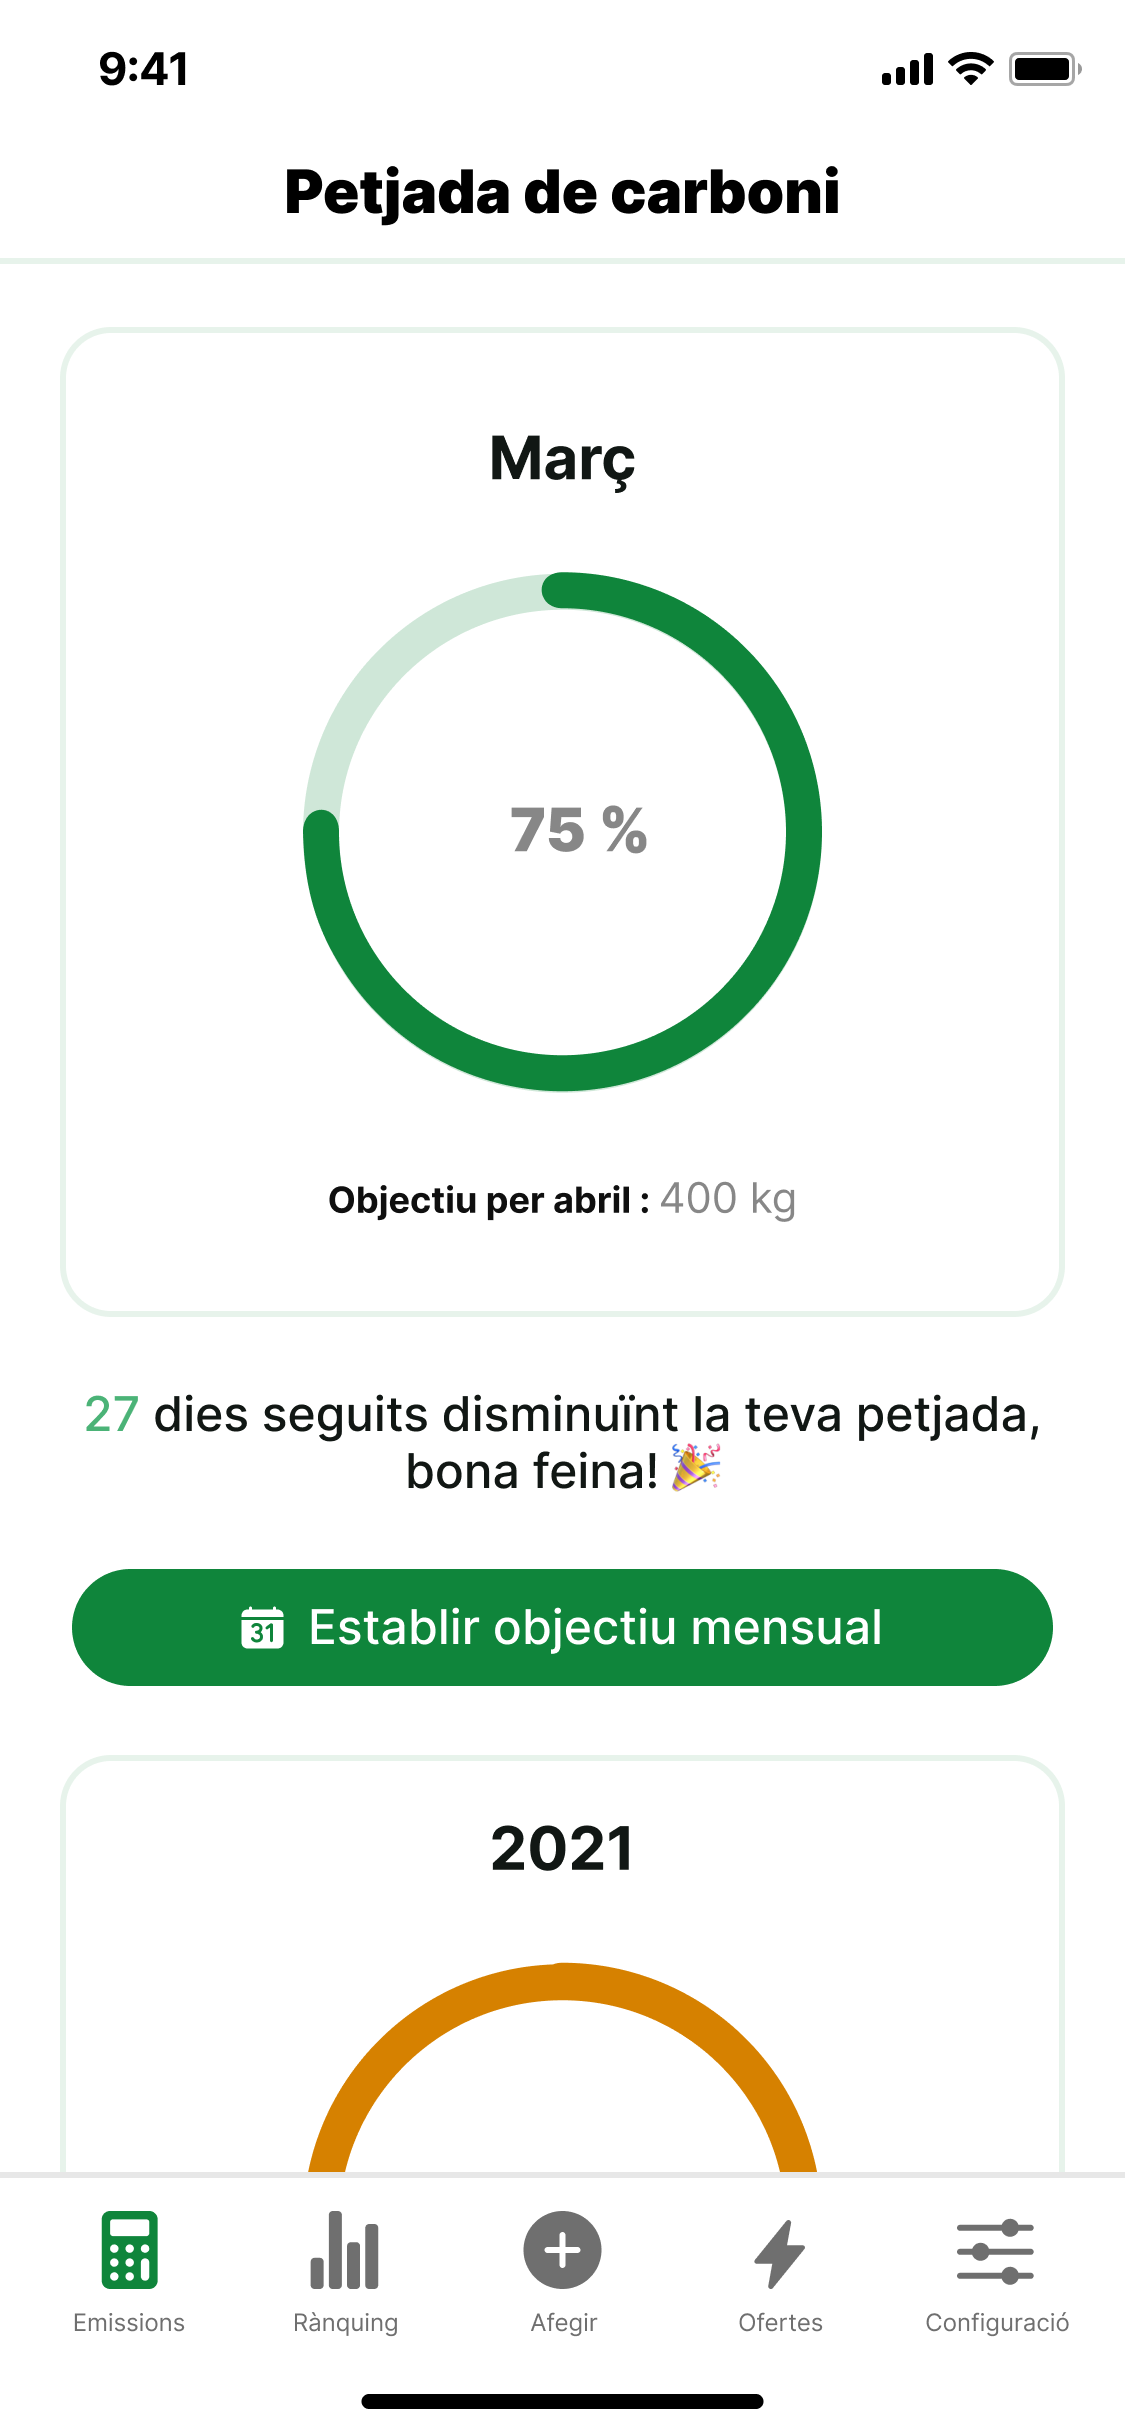 9:41
Petjada de carboni
Març
75 %
Objectiu per abril : 400 kg
27 dies seguits disminuïnt la teva petjada,
bona feina! 🎉
31 Establir objectiu mensual
2021
Emissions
Rànquing
Afegir
Ofertes
Configuració